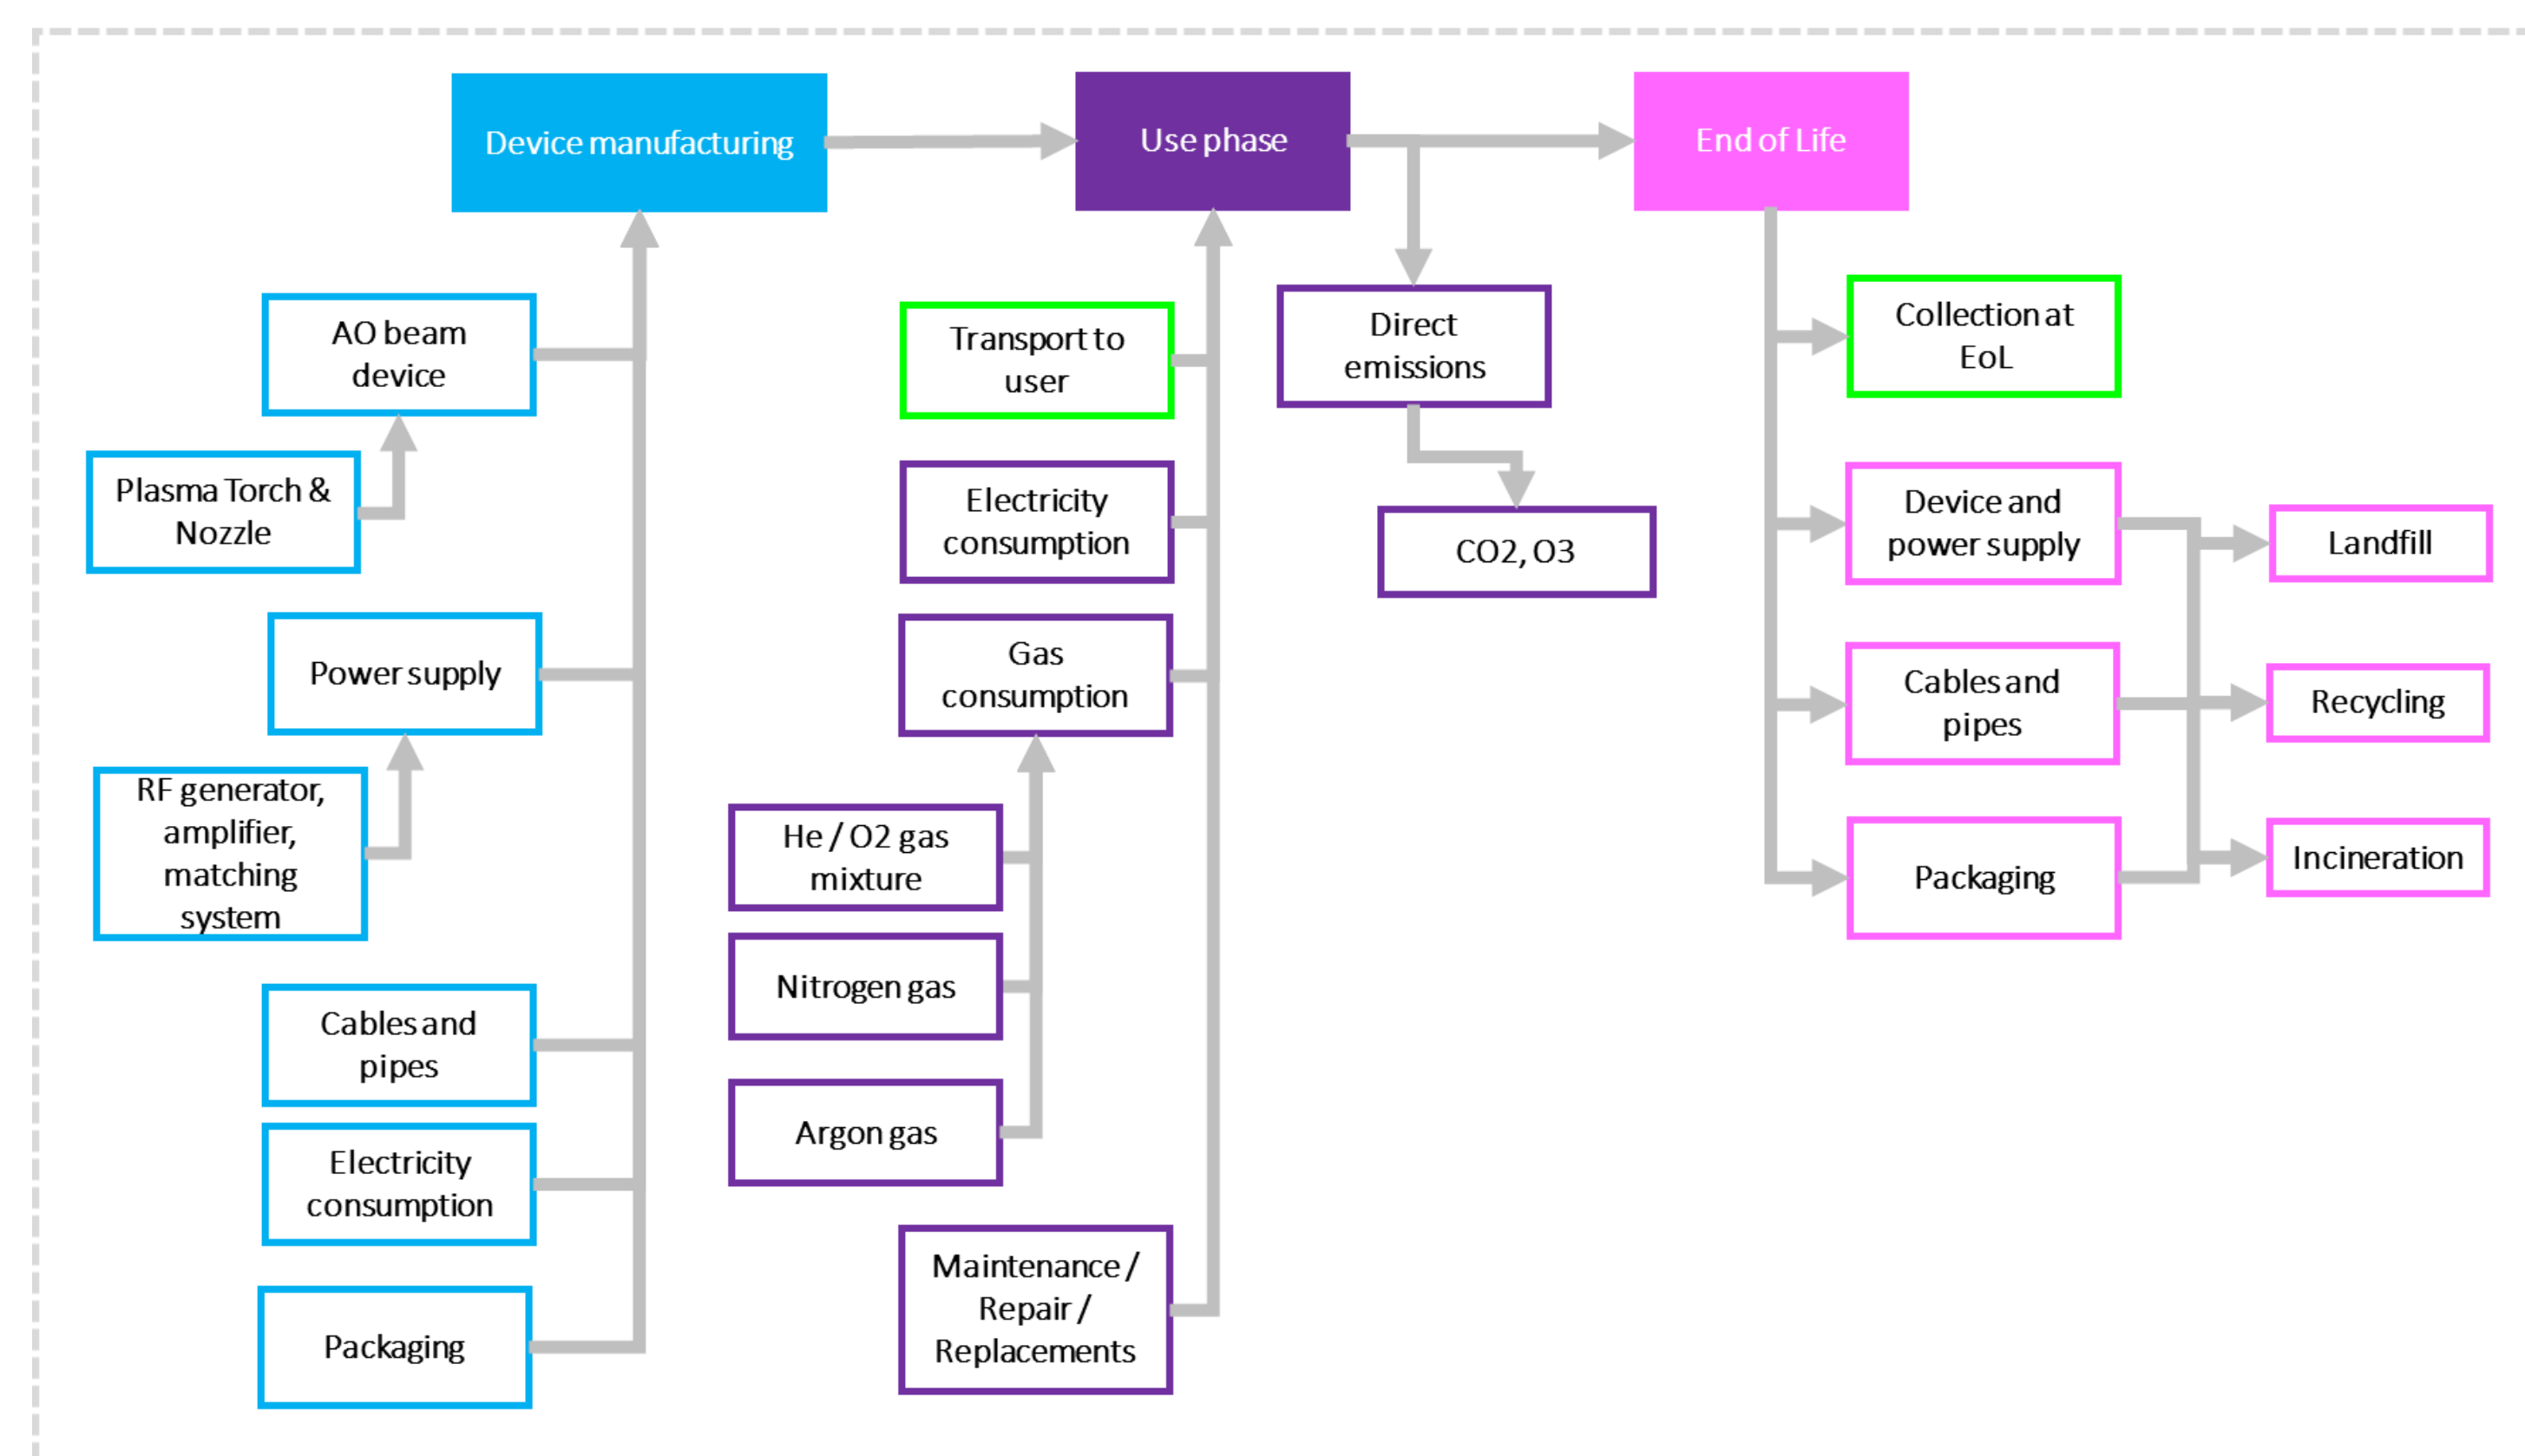 Device manufacturing
Use phase
End of Life
AO beam
device
Plasma Torch &
Nozzle
Power supply
RF generator,
amplifier,
matching
system
Cables and
pipes
Electricity
consumption
Packaging
Transport to
user
Electricity
consumption
Gas
consumption
He / O2 gas
mixture
Nitrogen gas
Argon gas
Maintenance /
Repair /
Replacements
Direct
emissions
CO2, O3
Collection at
EoL
Device and
power supply
Cables and
pipes
Packaging
Landfill
Recycling
Incineration